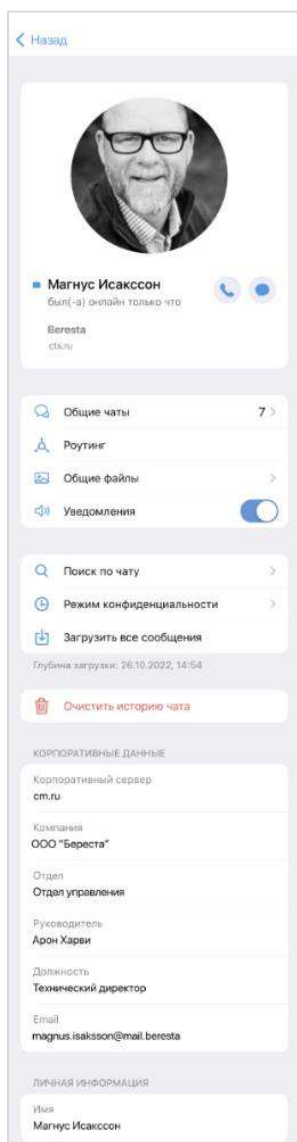 Назад
Магнус Исакссон
был(-а) онлайн только что
Beresta
cts.ru
Общие чаты 7
Роутинг
Общие файлы
Уведомления
Поиск по чату
Режим конфиденциальности
Загрузить все сообщения
Глубина загрузки: 26.10.2022, 14:54
Очистить историю чата
КОРПОРАТИВНЫЕ ДАННЫЕ
Корпоративный сервер
cm.ru
Компания
ООО "Береста"
Отдел
Отдел управления
Руководитель
Арон Харви
Должность
Технический директор
Email
magnus.isaksson@mail.beresta
ЛИЧНАЯ ИНФОРМАЦИЯ
Имя
Магнус Исакссон